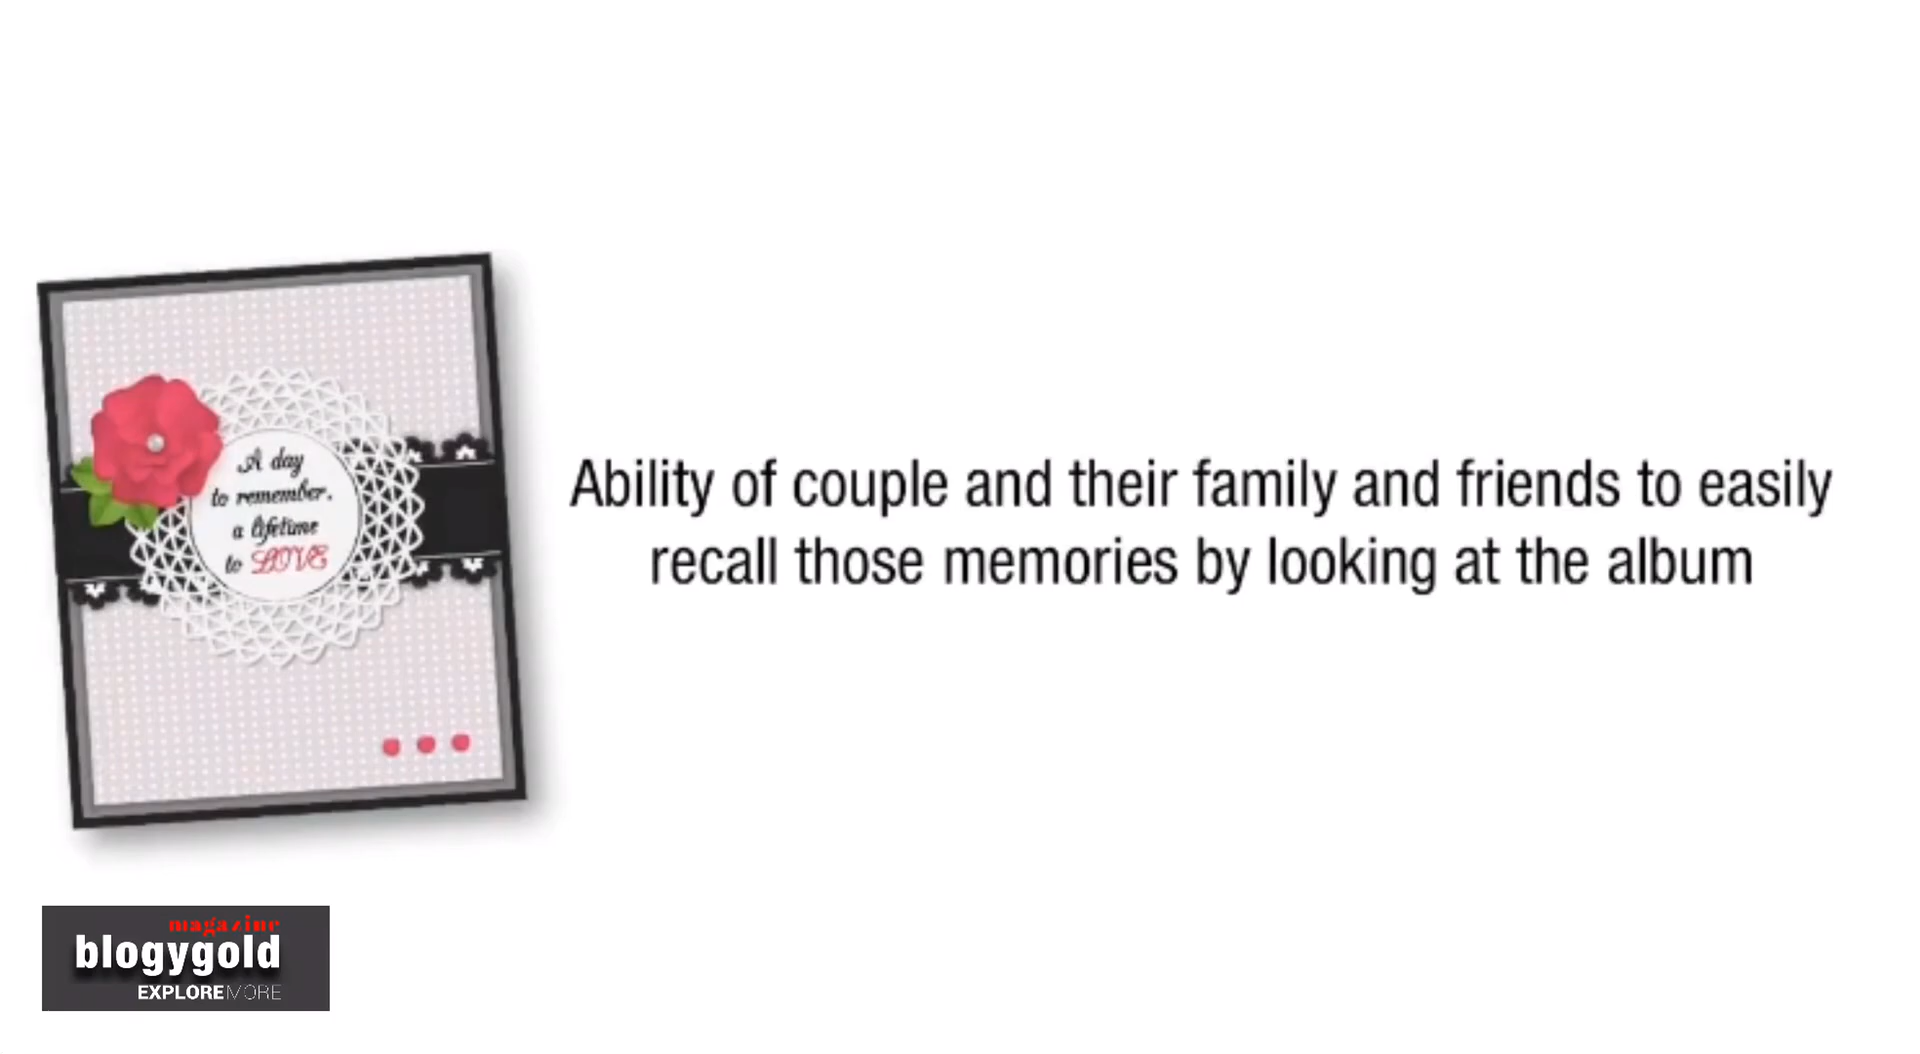 A day
to remember,
a lifetime
to LOVE
Ability of couple and their family and friends to easily
recall those memories by looking at the album
magazine
blogygold
EXPLOREMORE